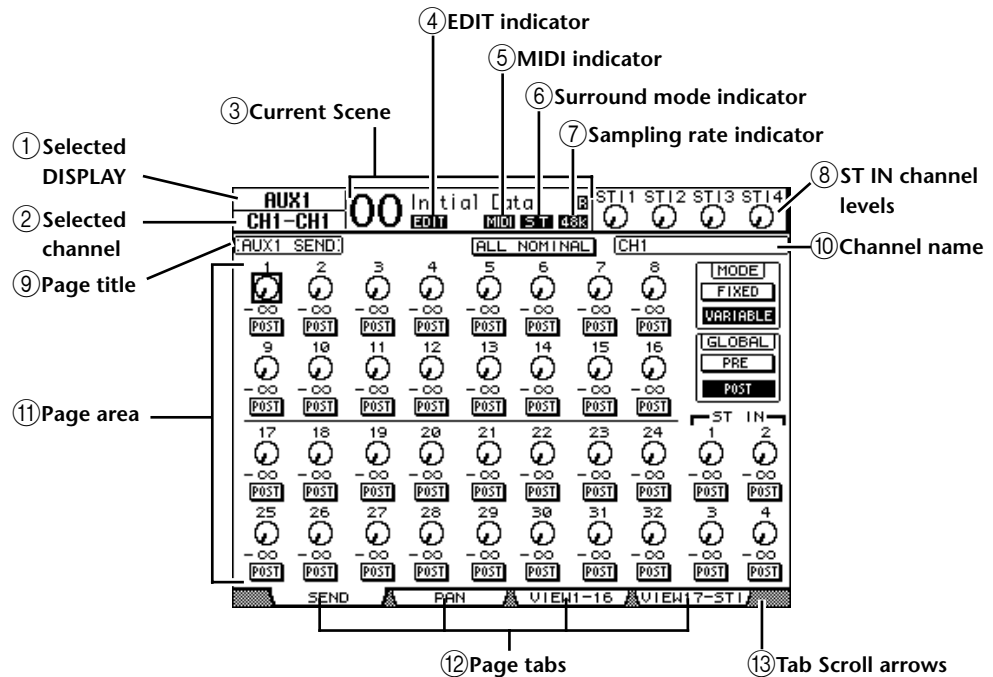 ④EDIT indicator
⑤MIDI indicator
⑥Surround mode indicator
③Current Scene
⑦Sampling rate indicator
①Selected
DISPLAY
⑧ST IN channel
levels
②Selected
channel
AUX1
CH1-CH1
00
Initial Data
EDIT
MIDI
ST
48K
STI1 STI2 STI3 STI4
⑨Page title
AUX1 SEND
ALL NOMINAL
CH1
⑩Channel name
1 2 3 4 5 6 7 8
-∞ -∞ -∞ -∞ -∞ -∞ -∞ -∞
POST POST POST POST POST POST POST POST
MODE
FIXED
VARIABLE
9 10 11 12 13 14 15 16
-∞ -∞ -∞ -∞ -∞ -∞ -∞ -∞
POST POST POST POST POST POST POST POST
GLOBAL
PRE
POST
⑪Page area
ST IN
17 18 19 20 21 22 23 24 1 2
-∞ -∞ -∞ -∞ -∞ -∞ -∞ -∞ -∞ -∞
POST POST POST POST POST POST POST POST POST POST
25 26 27 28 29 30 31 32 3 4
-∞ -∞ -∞ -∞ -∞ -∞ -∞ -∞ -∞ -∞
POST POST POST POST POST POST POST POST POST POST
SEND PAN VIEW1-16 VIEW17-STI
⑫Page tabs
⑬Tab Scroll arrows